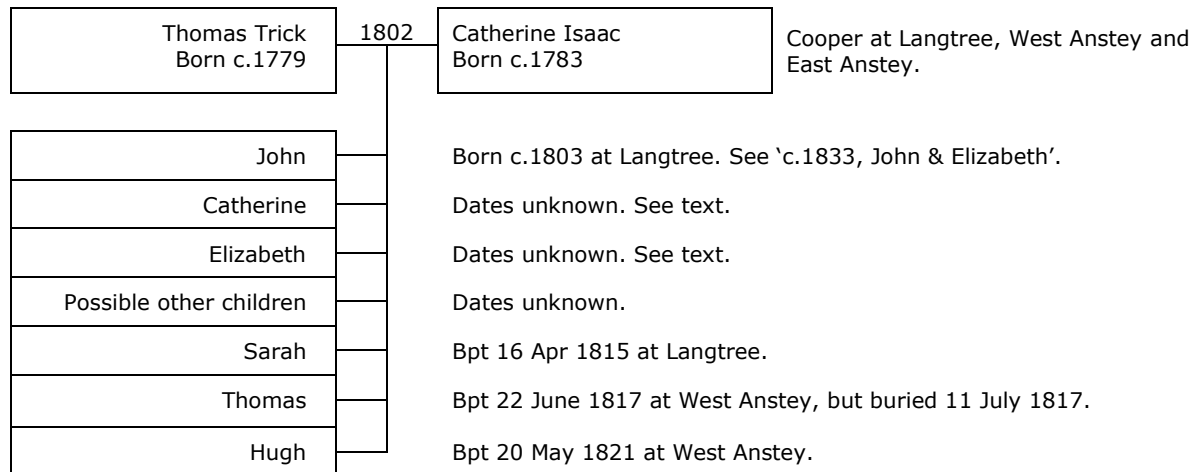 Thomas Trick
Born c.1779
1802
Catherine Isaac
Born c.1783
Cooper at Langtree, West Anstey and
East Anstey.
John
Born c.1803 at Langtree. See ‘c.1833, John & Elizabeth’.
Catherine
Dates unknown. See text.
Elizabeth
Dates unknown. See text.
Possible other children
Dates unknown.
Sarah
Bpt 16 Apr 1815 at Langtree.
Thomas
Bpt 22 June 1817 at West Anstey, but buried 11 July 1817.
Hugh
Bpt 20 May 1821 at West Anstey.